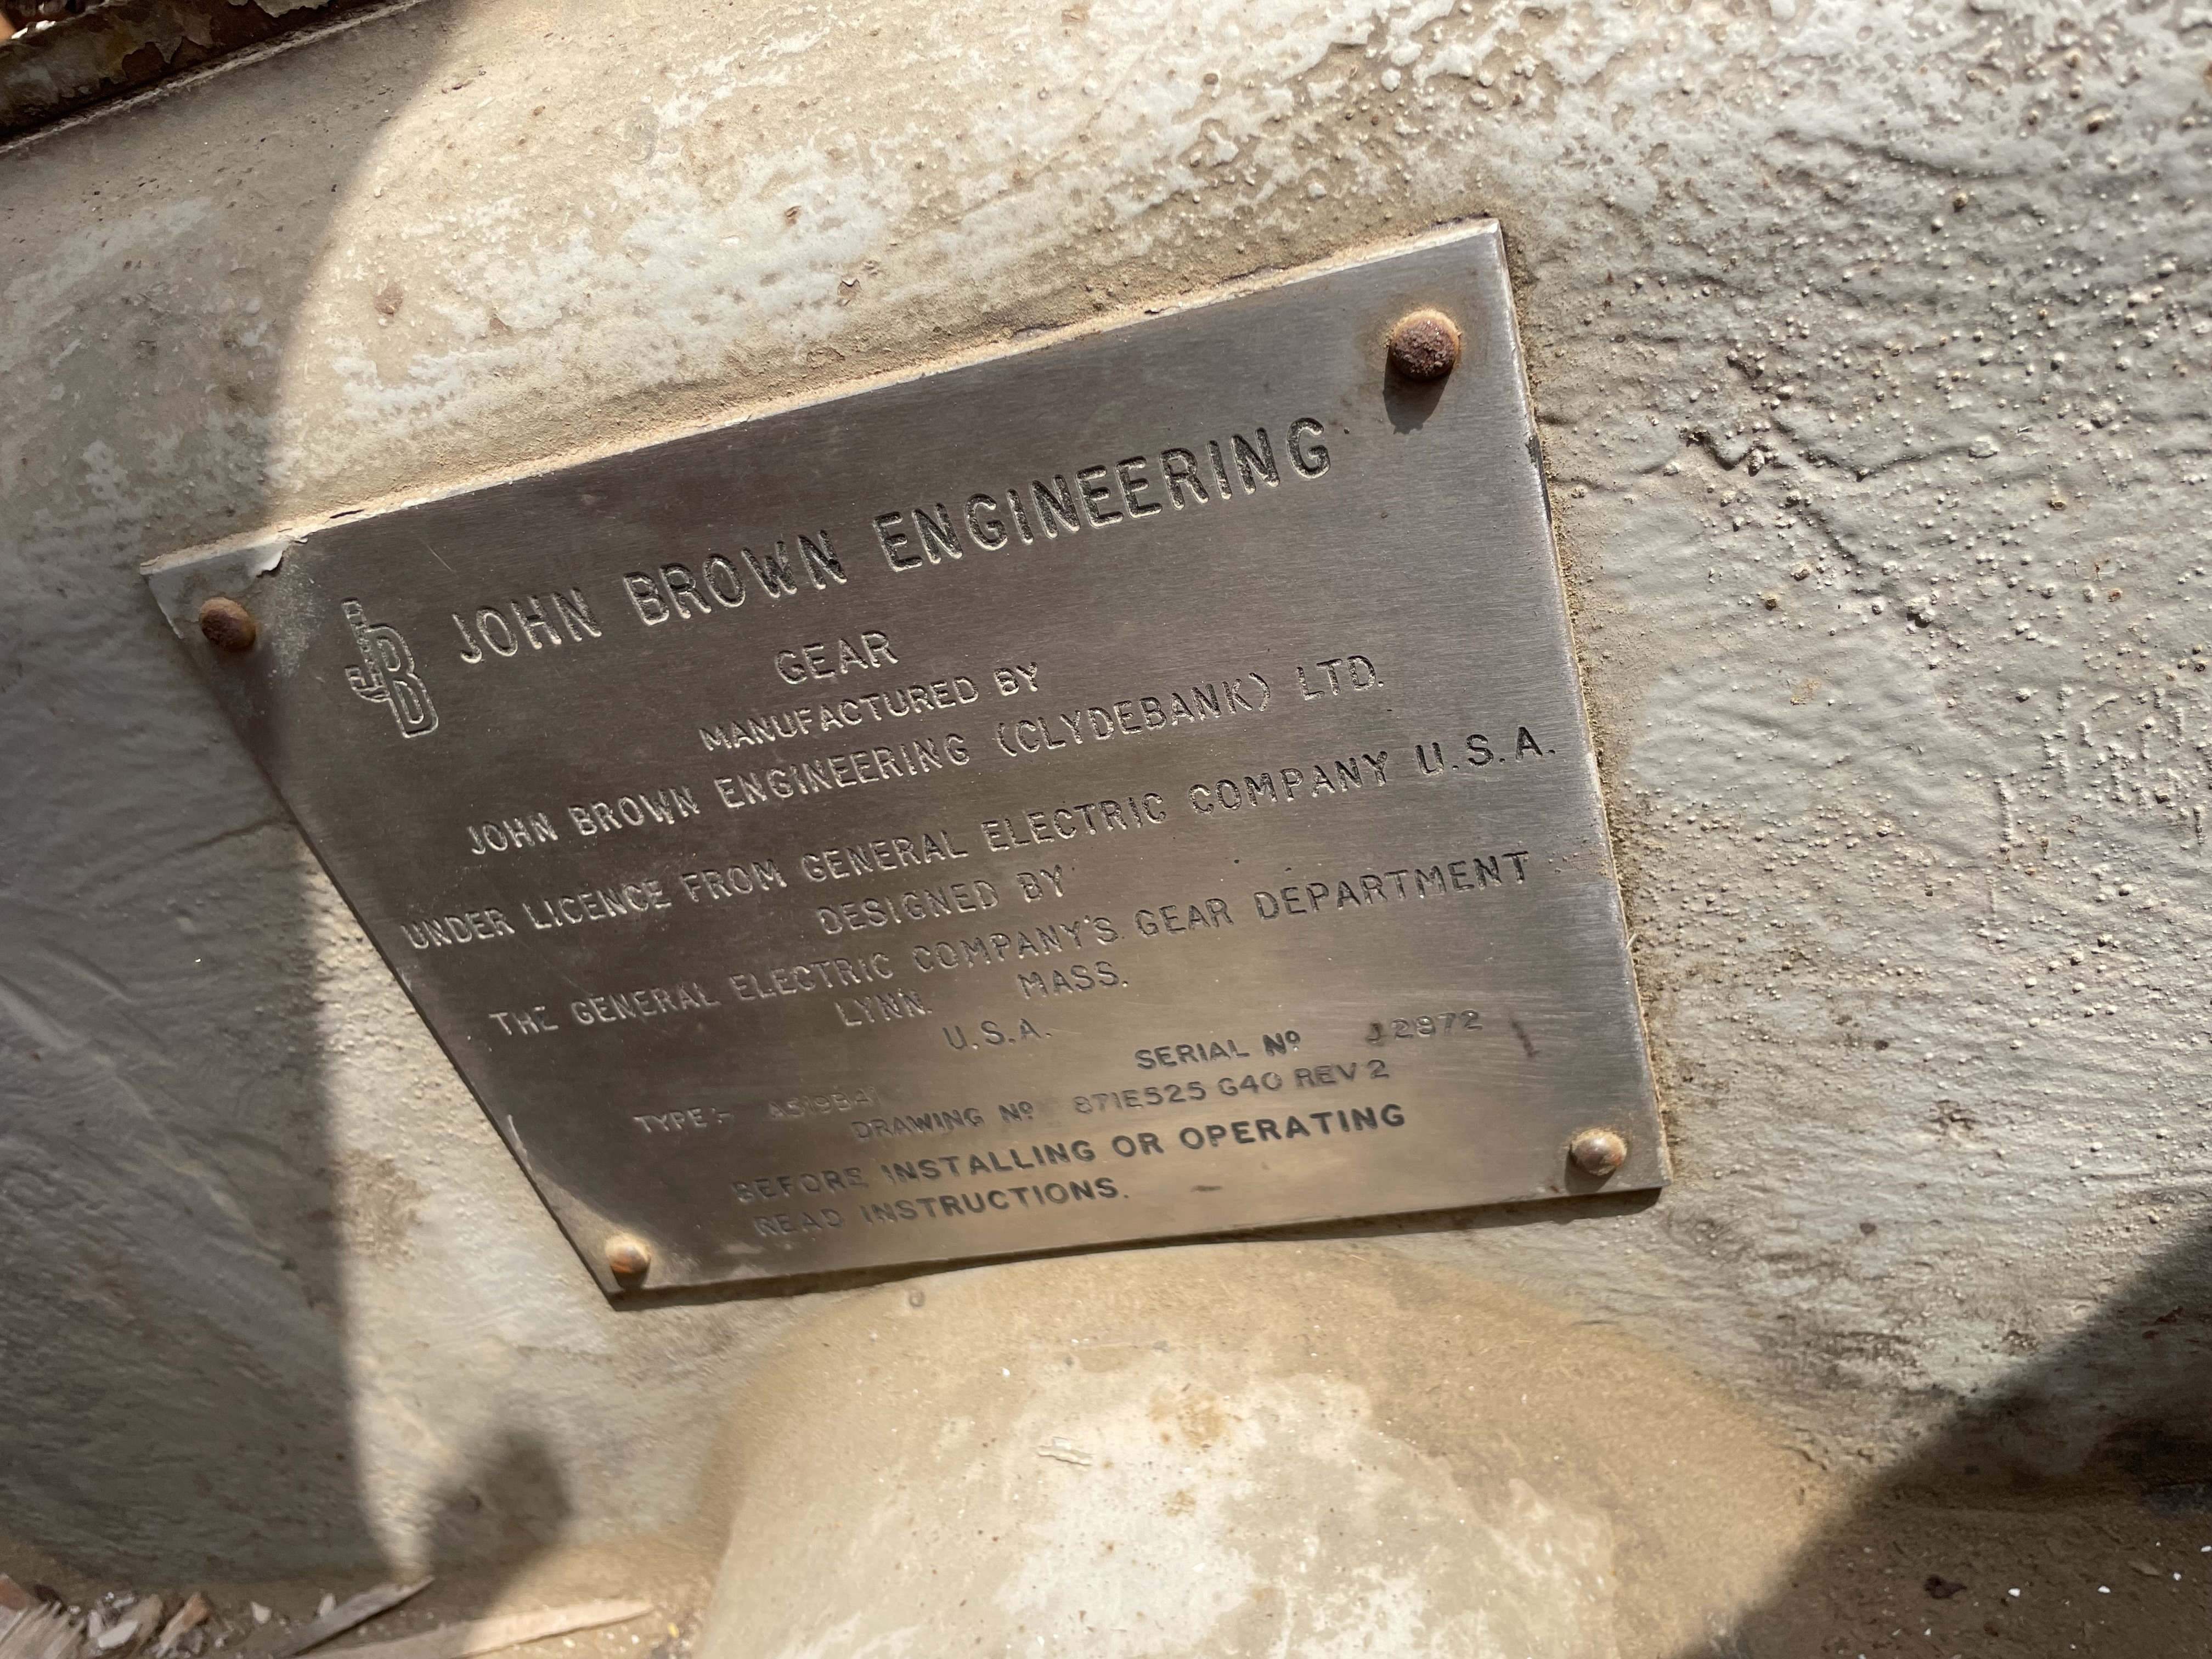 JB JOHN BROWN ENGINEERING
GEAR
MANUFACTURED BY
JOHN BROWN ENGINEERING (CLYDEBANK) LTD.
UNDER LICENCE FROM GENERAL ELECTRIC COMPANY U.S.A.
DESIGNED BY
THE GENERAL ELECTRIC COMPANY'S GEAR DEPARTMENT
LYNN. MASS.
U.S.A.
SERIAL Nº
TYPE:-
DRAWING Nº 871E525 G40 REV 2
BEFORE INSTALLING OR OPERATING
READ INSTRUCTIONS.